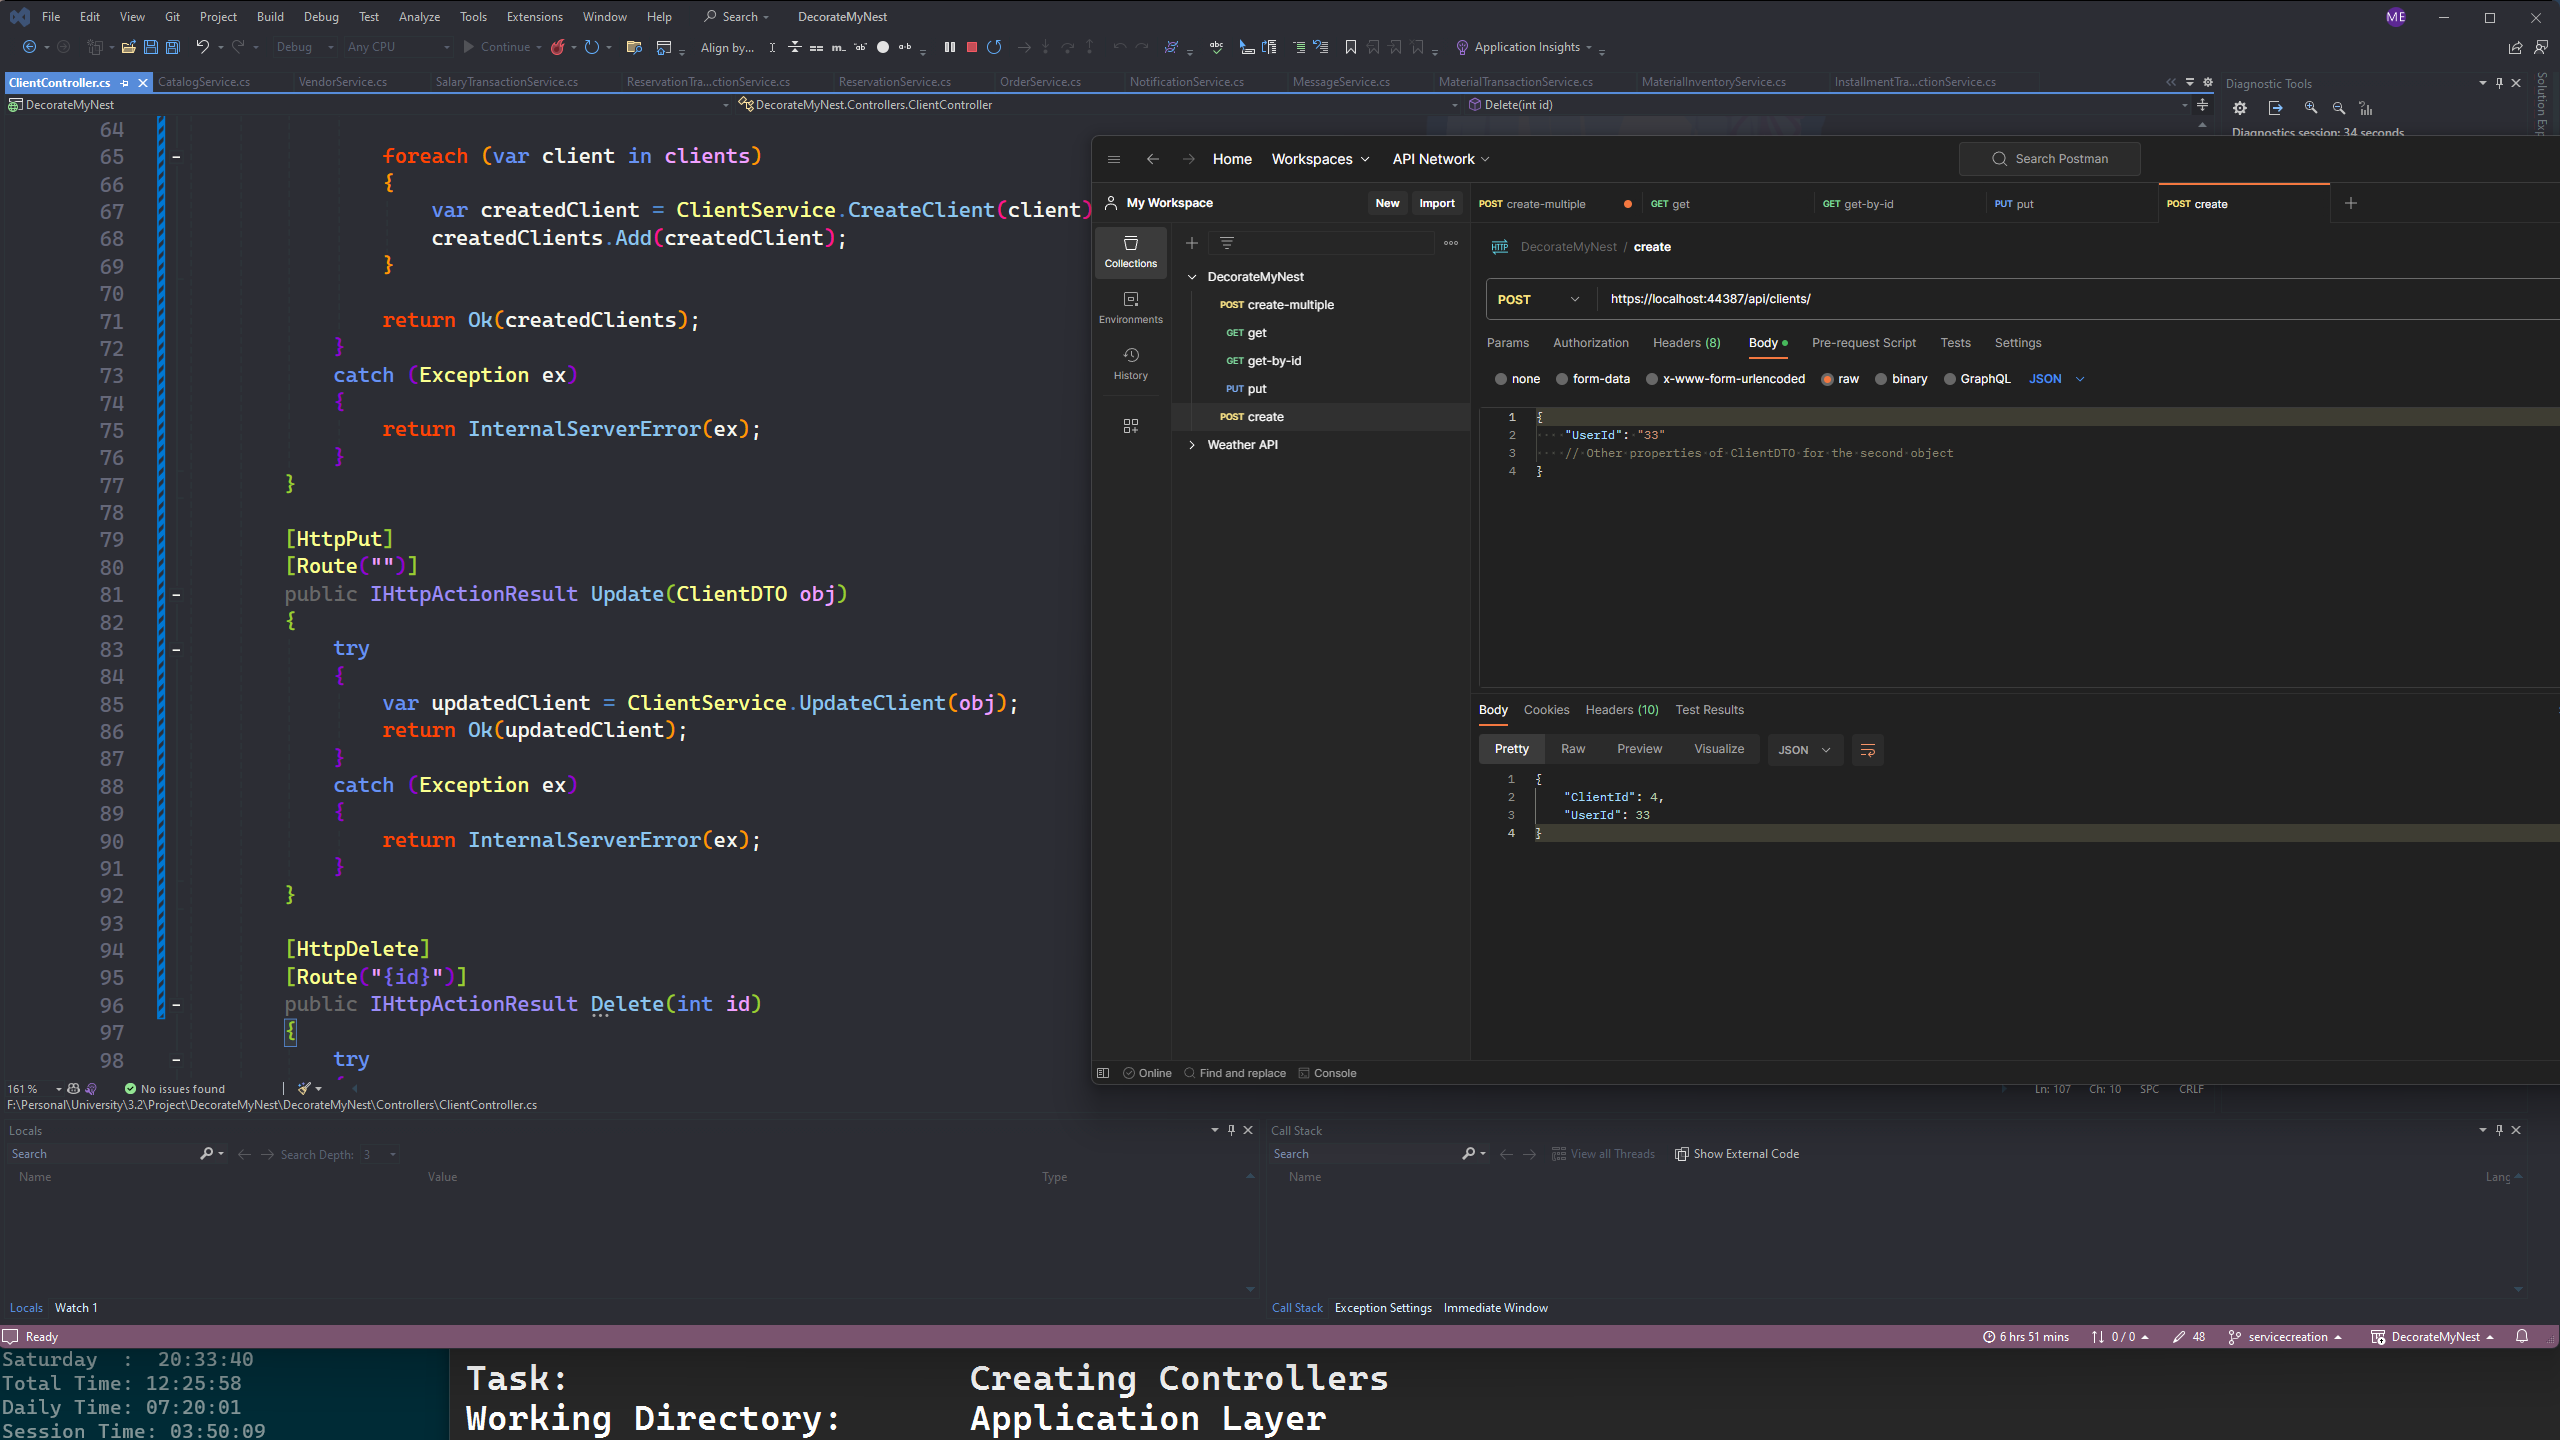 File Edit View Git Project Build Debug Test Analyze Tools Extensions Window Help Search DecorateMyNest ME
Debug Any CPU Continue Align by... Application Insights
ClientController.cs CatalogService.cs VendorService.cs SalaryTransactionService.cs ReservationTra...ctionService.cs ReservationService.cs OrderService.cs NotificationService.cs MessageService.cs MaterialTransactionService.cs MaterialInventoryService.cs InstallmentTra...ctionService.cs
DecorateMyNest DecorateMyNest.Controllers.ClientController Delete(int id)
Diagnostic Tools
Diagnostics session: 34 seconds
Solution Exp
64
65 foreach (var client in clients)
66 {
67 var createdClient = ClientService.CreateClient(client)
68 createdClients.Add(createdClient);
69 }
70
71 return Ok(createdClients);
72 }
73 catch (Exception ex)
74 {
75 return InternalServerError(ex);
76 }
77 }
78
79 [HttpPut]
80 [Route("")]
81 public IHttpActionResult Update(ClientDTO obj)
82 {
83 try
84 {
85 var updatedClient = ClientService.UpdateClient(obj);
86 return Ok(updatedClient);
87 }
88 catch (Exception ex)
89 {
90 return InternalServerError(ex);
91 }
92 }
93
94 [HttpDelete]
95 [Route("{id}")]
96 public IHttpActionResult Delete(int id)
97 {
98 try
161 % No issues found
Ln: 107 Ch: 10 SPC CRLF
F:\Personal\University\3.2\Project\DecorateMyNest\DecorateMyNest\Controllers\ClientController.cs
Home Workspaces API Network Search Postman
My Workspace New Import
POST create-multiple GET get GET get-by-id PUT put POST create
Collections
Environments
History
DecorateMyNest
POST create-multiple
GET get
GET get-by-id
PUT put
POST create
Weather API
HTTP DecorateMyNest / create
POST https://localhost:44387/api/clients/
Params Authorization Headers (8) Body Pre-request Script Tests Settings
none form-data x-www-form-urlencoded raw binary GraphQL JSON
1 {
2 "UserId": "33"
3 // Other properties of ClientDTO for the second object
4 }
Body Cookies Headers (10) Test Results
Pretty Raw Preview Visualize JSON
1 {
2 "ClientId": 4,
3 "UserId": 33
4 }
Online Find and replace Console
Locals
Search Search Depth: 3
Name Value Type
Locals Watch 1
Call Stack
Search View all Threads Show External Code
Name Lang
Call Stack Exception Settings Immediate Window
Ready 6 hrs 51 mins 0 / 0 48 servicecreation DecorateMyNest
Saturday : 20:33:40
Total Time: 12:25:58
Daily Time: 07:20:01
Session Time: 03:50:09
Task: Creating Controllers
Working Directory: Application Layer